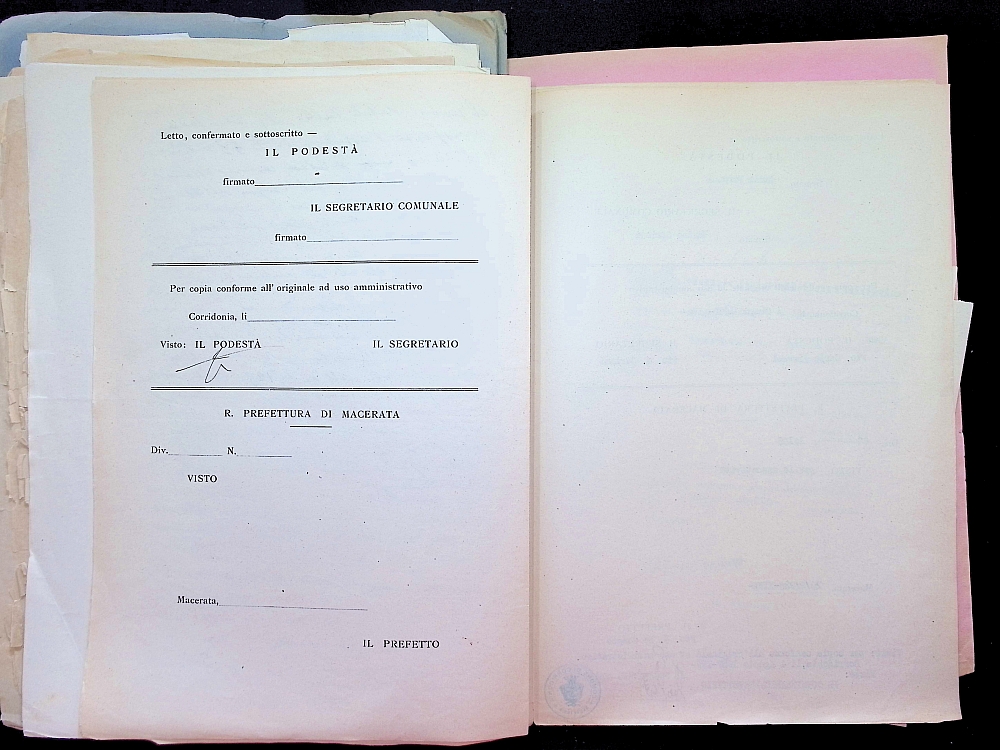 Letto, confermato e sottoscritto —
IL PODESTÀ
firmato
IL SEGRETARIO COMUNALE
firmato
Per copia conforme all' originale ad uso amministrativo
Corridonia, li
Visto: IL PODESTÀ IL SEGRETARIO
R. PREFETTURA DI MACERATA
Div. N.
VISTO
Macerata,
IL PREFETTO